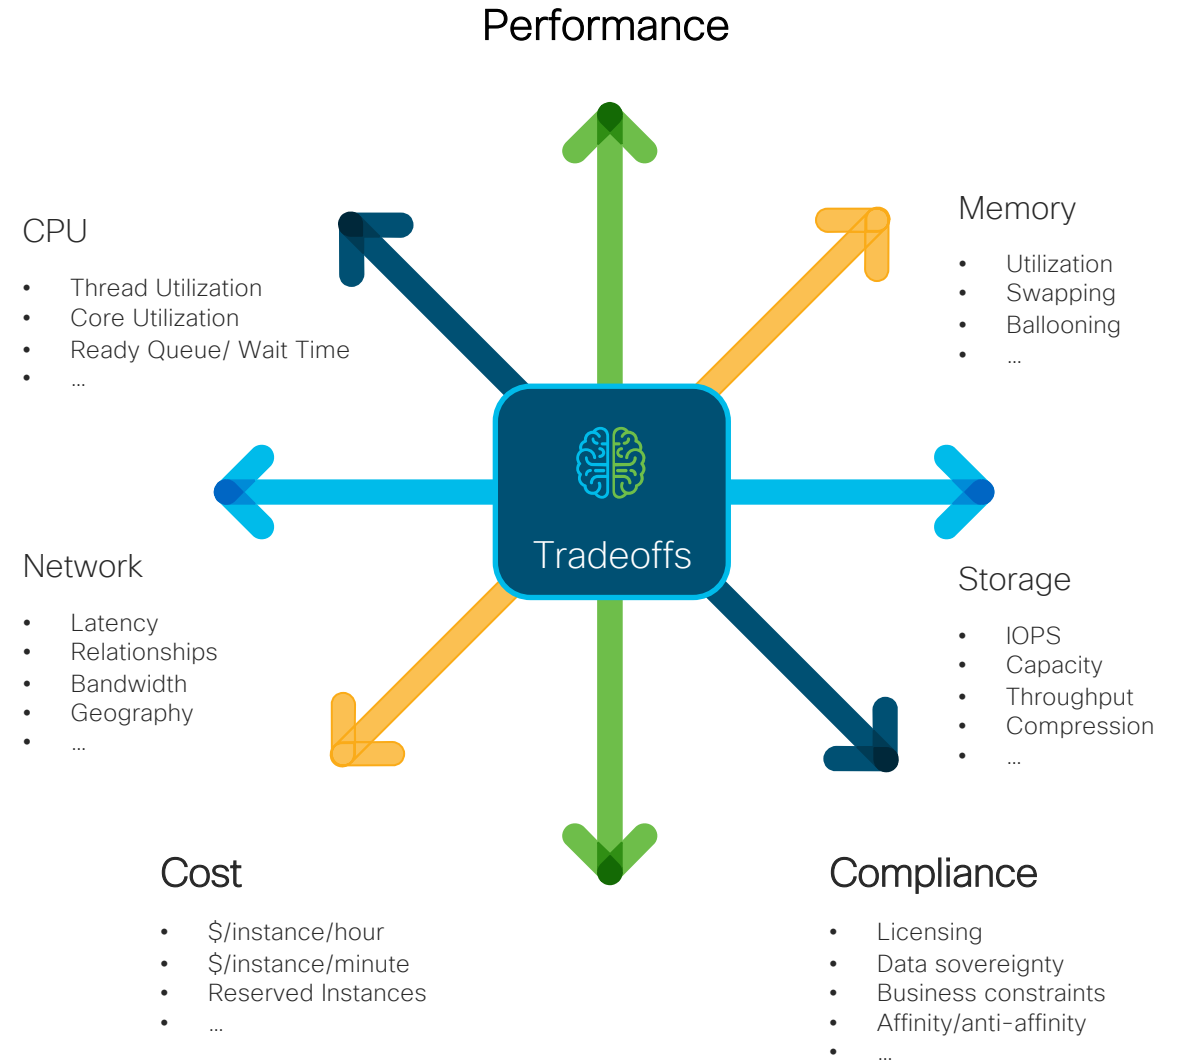 Performance
CPU
• Thread Utilization
• Core Utilization
• Ready Queue/ Wait Time
• ...
Memory
• Utilization
• Swapping
• Ballooning
• ...
Tradeoffs
Network
• Latency
• Relationships
• Bandwidth
• Geography
• ...
Storage
• IOPS
• Capacity
• Throughput
• Compression
• ...
Cost
• $/instance/hour
• $/instance/minute
• Reserved Instances
• ...
Compliance
• Licensing
• Data sovereignty
• Business constraints
• Affinity/anti-affinity
• ...